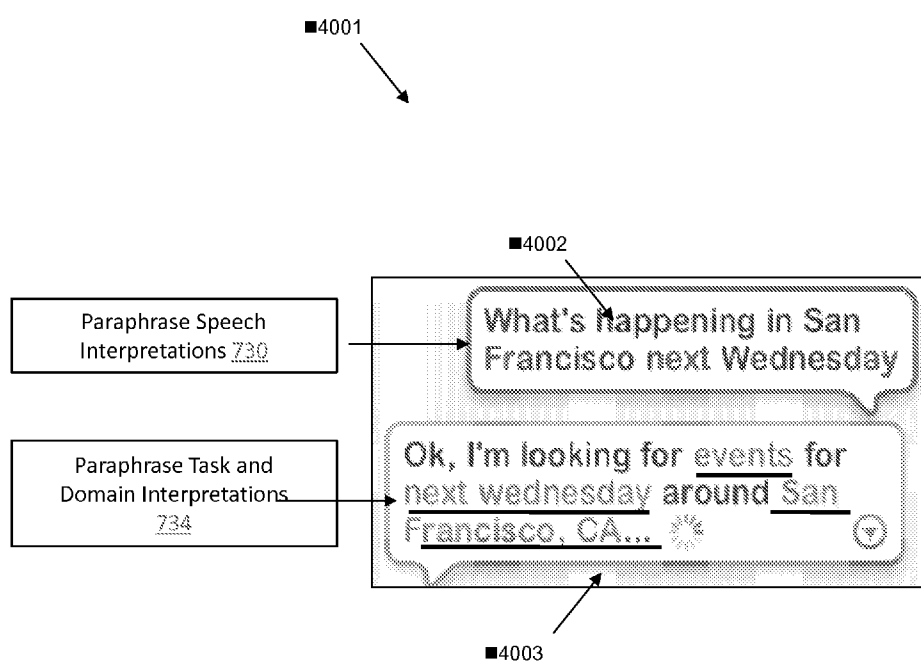 ■4001
■4002
Paraphrase Speech
Interpretations 730
What's happening in San
Francisco next Wednesday
Paraphrase Task and
Domain Interpretations
734
Ok, I'm looking for events for
next wednesday around San
Francisco, CA...
■4003